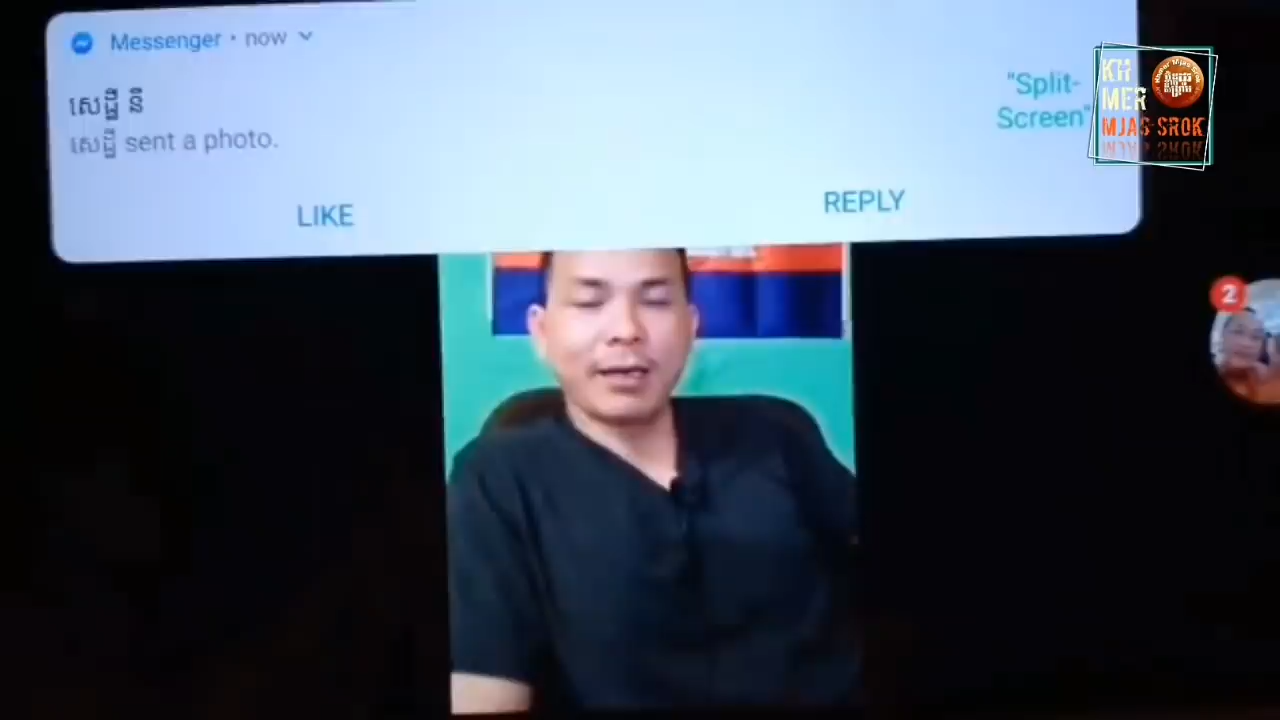 Messenger • now
សេដ្ឋី នី
សេដ្ឋី sent a photo.
"Split-
Screen"
LIKE
REPLY
KH
MER
MJAS SROK
2